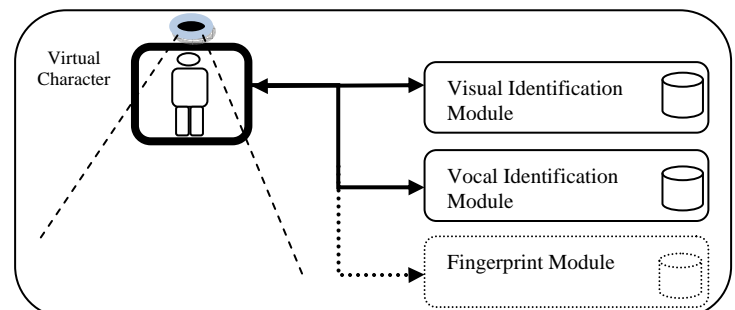 Virtual
Character
Visual Identification
Module
Vocal Identification
Module
Fingerprint Module